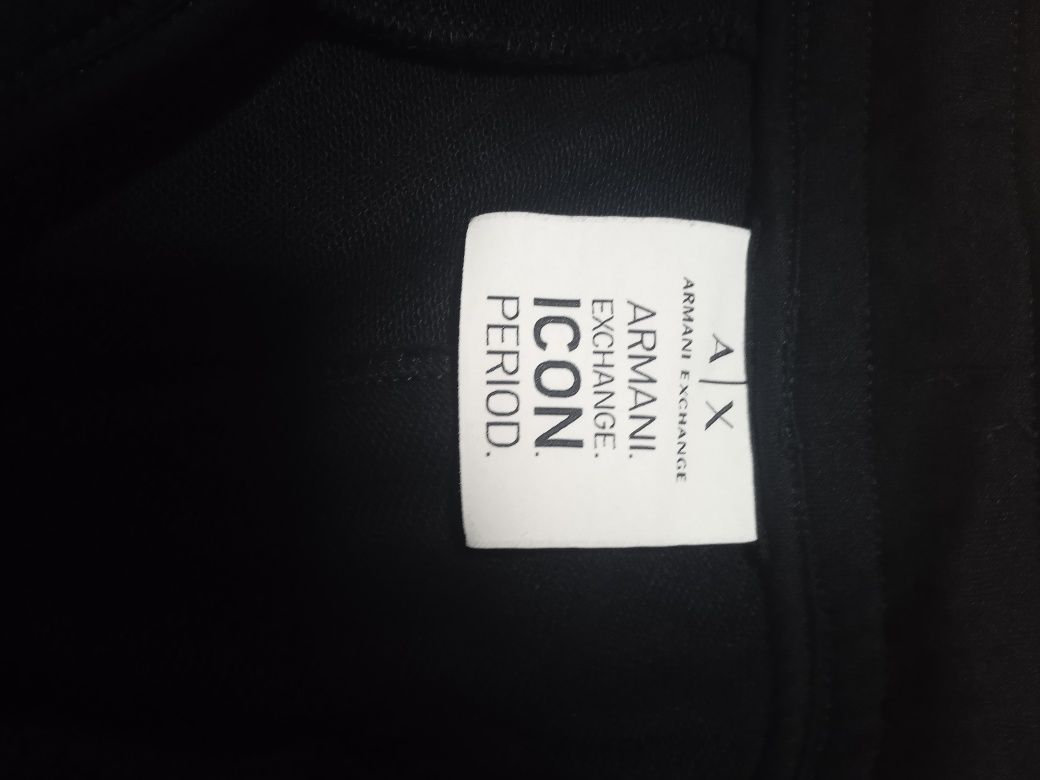 A|X
ARMANI EXCHANGE
ARMANI.
EXCHANGE.
ICON.
PERIOD.